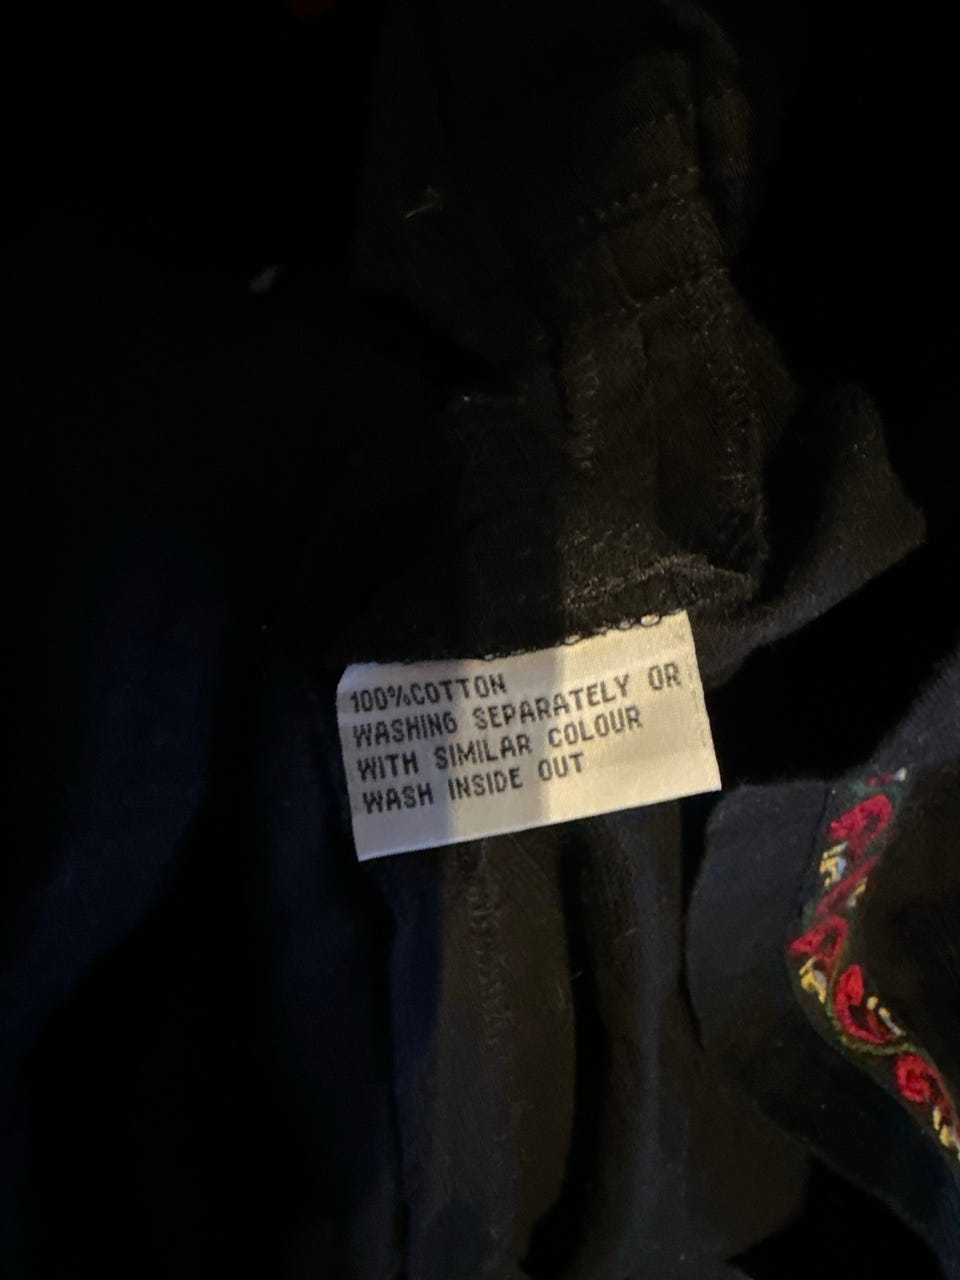 100%COTTON
WASHING SEPARATELY OR
WITH SIMILAR COLOUR
WASH INSIDE OUT